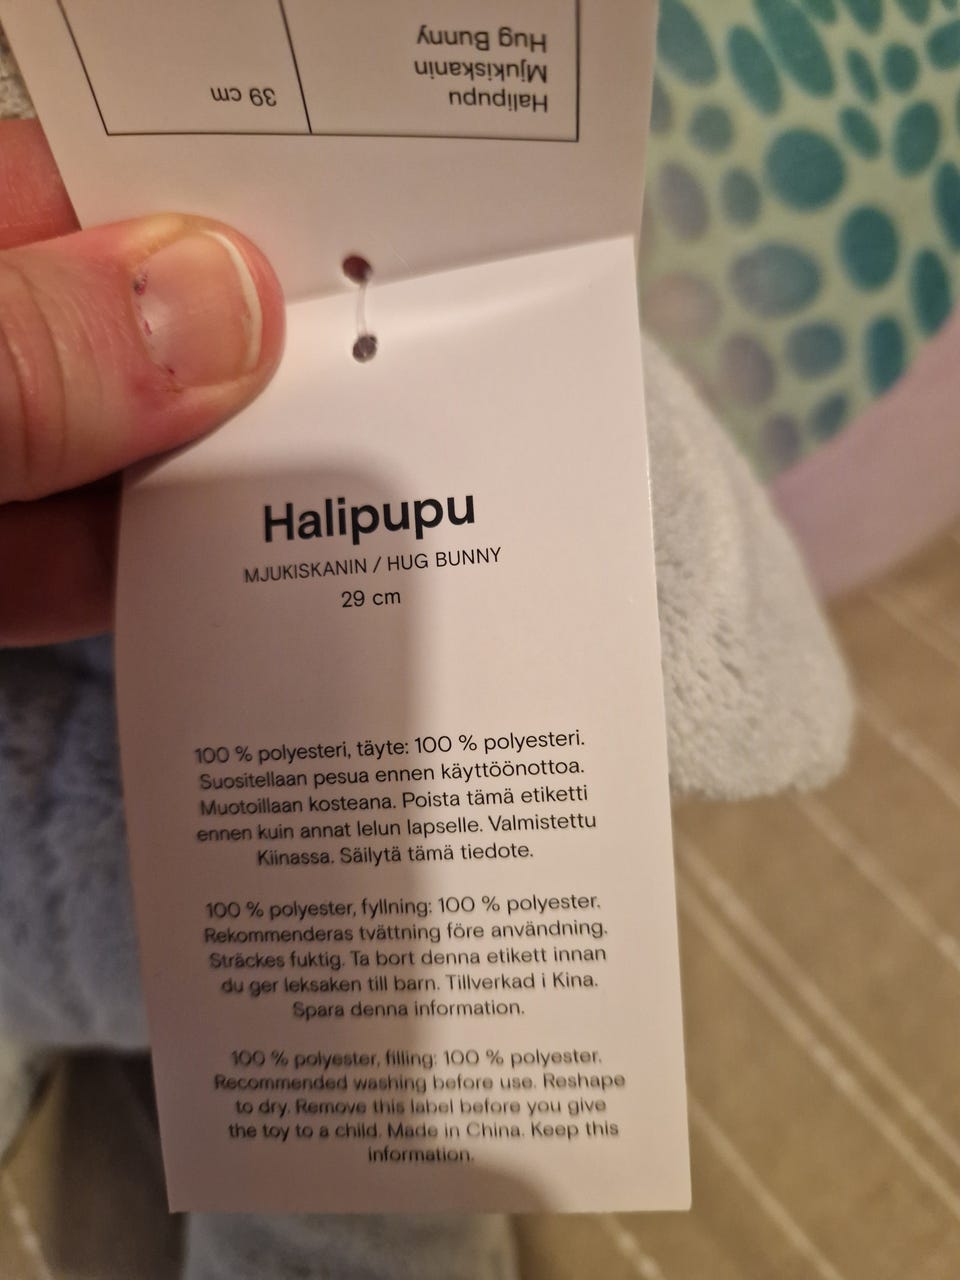 Halipupu
Mjukiskanin
Hug Bunny
39 cm
Halipupu
MJUKISKANIN / HUG BUNNY
29 cm
100 % polyesteri, täyte: 100 % polyesteri.
Suositellaan pesua ennen käyttöönottoa.
Muotoillaan kosteana. Poista tämä etiketti
ennen kuin annat lelun lapselle. Valmistettu
Kiinassa. Säilytä tämä tiedote.
100 % polyester, fyllning: 100 % polyester.
Rekommenderas tvättning före användning.
Sträckes fuktig. Ta bort denna etikett innan
du ger leksaken till barn. Tillverkad i Kina.
Spara denna information.
100 % polyester, filling: 100 % polyester.
Recommended washing before use. Reshape
to dry. Remove this label before you give
the toy to a child. Made in China. Keep this
information.